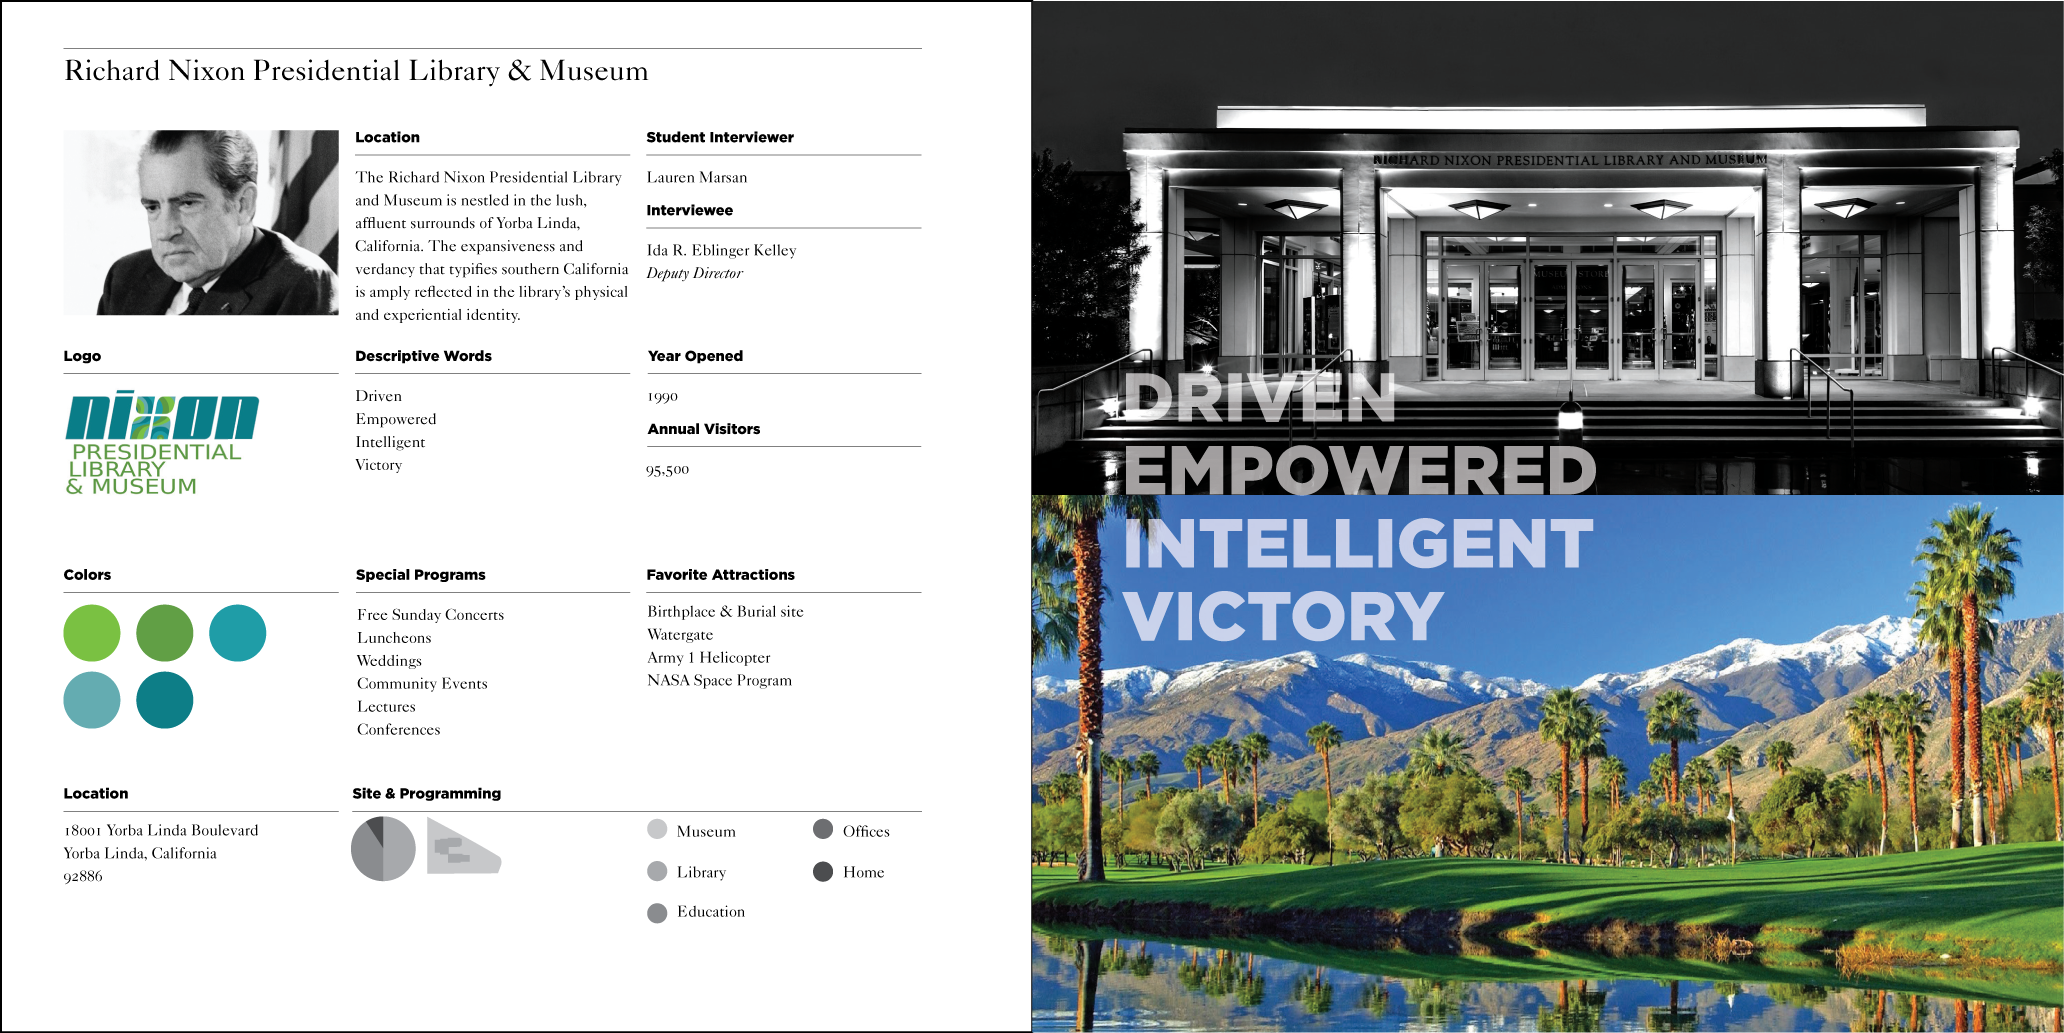 Richard Nixon Presidential Library & Museum
Location
The Richard Nixon Presidential Library
and Museum is nestled in the lush,
affluent surrounds of Yorba Linda,
California. The expansiveness and
verdancy that typifies southern California
is amply reflected in the library's physical
and experiential identity.
Student Interviewer
Lauren Marsan
Interviewee
Ida R. Eblinger Kelley
Deputy Director
Logo
nixon
PRESIDENTIAL
LIBRARY
& MUSEUM
Descriptive Words
Driven
Empowered
Intelligent
Victory
Year Opened
1990
Annual Visitors
95,500
Colors
Special Programs
Free Sunday Concerts
Luncheons
Weddings
Community Events
Lectures
Conferences
Favorite Attractions
Birthplace & Burial site
Watergate
Army 1 Helicopter
NASA Space Program
Location
18001 Yorba Linda Boulevard
Yorba Linda, California
92886
Site & Programming
Museum
Library
Education
Offices
Home
RICHARD NIXON PRESIDENTIAL LIBRARY AND MUSEUM
MUSEUM STORE
DRIVEN
EMPOWERED
INTELLIGENT
VICTORY